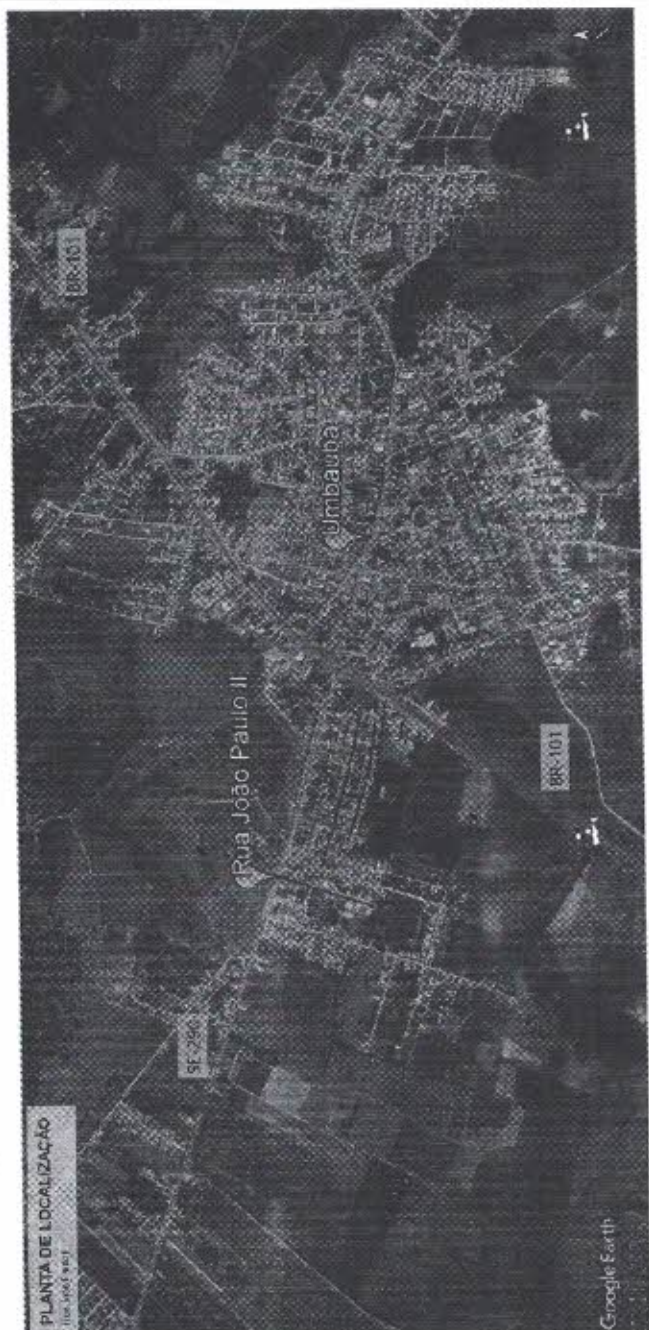 PLANTA DE LOCALIZAÇÃO
BR-101
Umbaúba
Rua João Paulo II
BR-101
SE-290
Google Earth